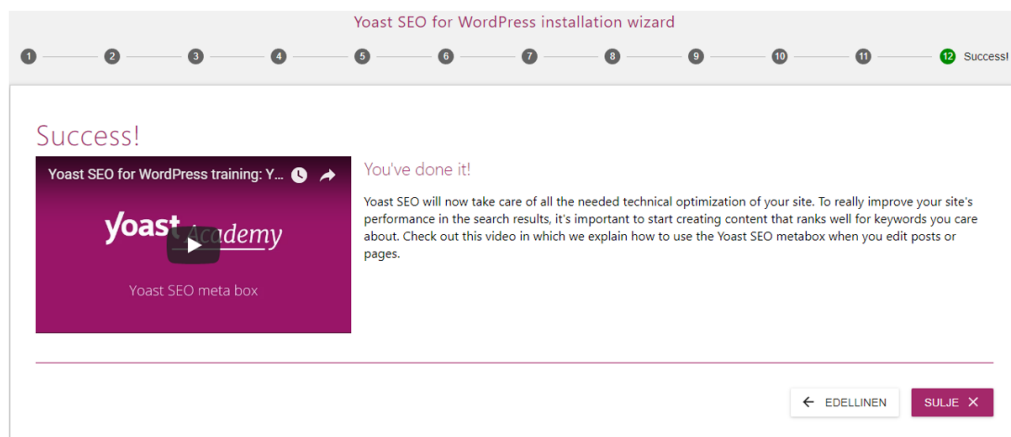 Yoast SEO for WordPress installation wizard
1 2 3 4 5 6 7 8 9 10 11 12 Success!
Success!
Yoast SEO for WordPress training: Y...
yoast Academy
Yoast SEO meta box
You've done it!
Yoast SEO will now take care of all the needed technical optimization of your site. To really improve your site's
performance in the search results, it's important to start creating content that ranks well for keywords you care
about. Check out this video in which we explain how to use the Yoast SEO metabox when you edit posts or
pages.
EDELLINEN
SULJE